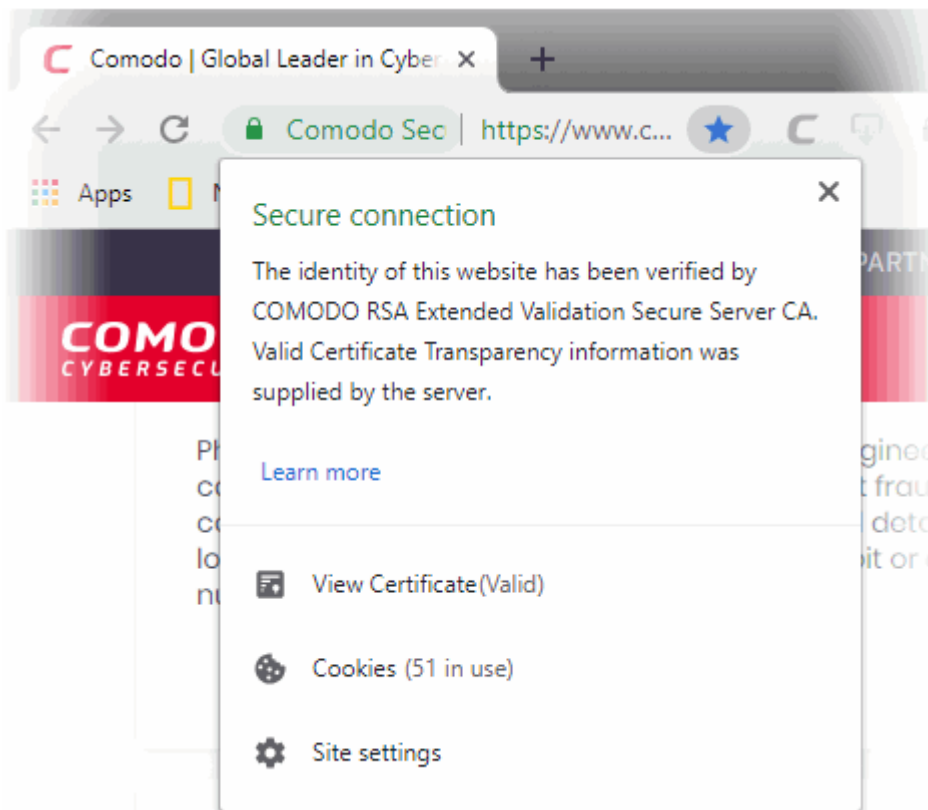 Comodo | Global Leader in Cyber
Comodo Sec | https://www.c...
Apps
Secure connection
PARTN
The identity of this website has been verified by
COMODO RSA Extended Validation Secure Server CA.
Valid Certificate Transparency information was
supplied by the server.
COMO
CYBERSECU
Learn more
View Certificate(Valid)
Cookies (51 in use)
Site settings